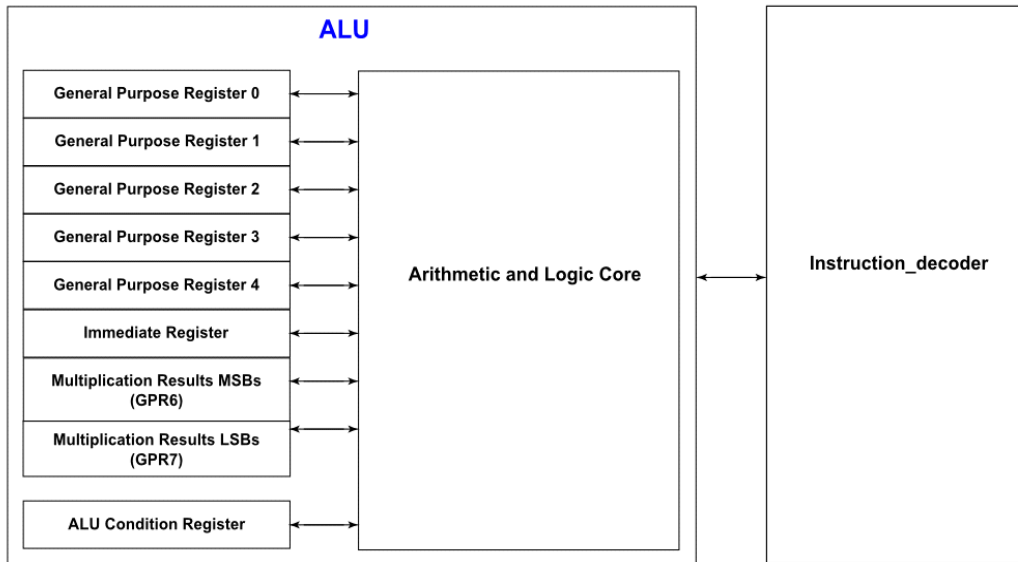 ALU
General Purpose Register 0
General Purpose Register 1
General Purpose Register 2
General Purpose Register 3
General Purpose Register 4
Immediate Register
Multiplication Results MSBs
(GPR6)
Multiplication Results LSBs
(GPR7)
ALU Condition Register
Arithmetic and Logic Core
Instruction_decoder